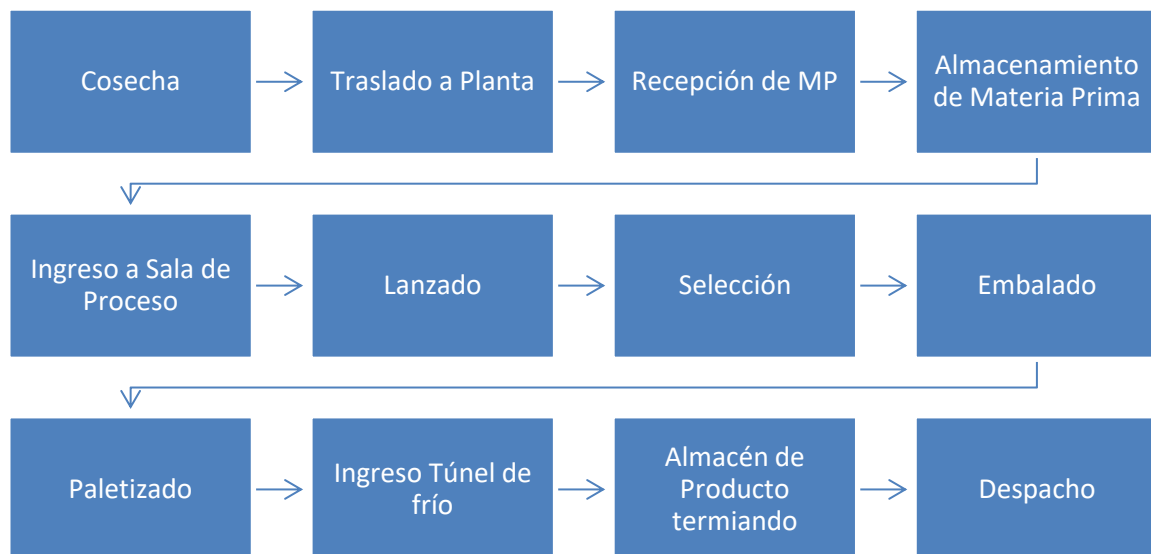 Cosecha
Traslado a Planta
Recepción de MP
Almacenamiento
de Materia Prima
Ingreso a Sala de
Proceso
Lanzado
Selección
Embalado
Paletizado
Ingreso Túnel de
frío
Almacén de
Producto
termiando
Despacho